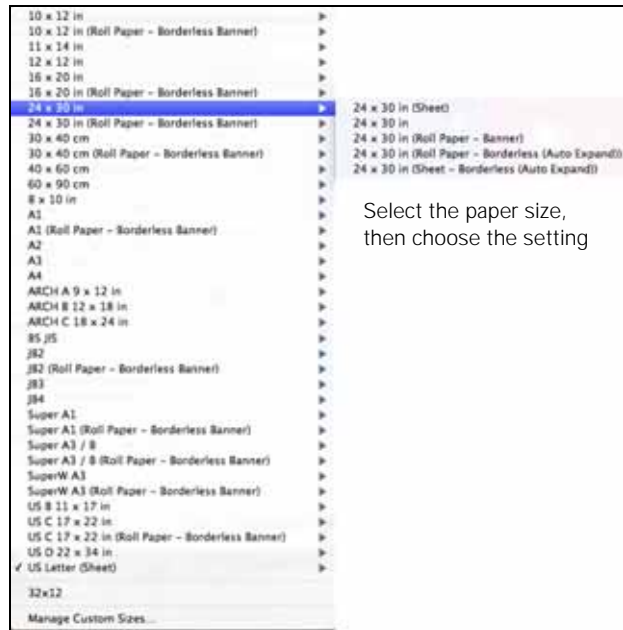 10 x 12 in
10 x 12 in (Roll Paper – Borderless Banner)
11 x 14 in
12 x 12 in
16 x 20 in
16 x 20 in (Roll Paper – Borderless Banner)
24 x 30 in
24 x 30 in (Roll Paper – Borderless Banner)
30 x 40 cm
30 x 40 cm (Roll Paper – Borderless Banner)
40 x 60 cm
60 x 90 cm
8 x 10 in
A1
A1 (Roll Paper – Borderless Banner)
A2
A3
A4
ARCH A 9 x 12 in
ARCH B 12 x 18 in
ARCH C 18 x 24 in
B5 JIS
JB2
JB2 (Roll Paper – Borderless Banner)
JB3
JB4
Super A1
Super A1 (Roll Paper – Borderless Banner)
Super A3 / B
Super A3 / B (Roll Paper – Borderless Banner)
SuperW A3
SuperW A3 (Roll Paper – Borderless Banner)
US B 11 x 17 in
US C 17 x 22 in
US C 17 x 22 in (Roll Paper – Borderless Banner)
US D 22 x 34 in
✓ US Letter (Sheet)
32x12
Manage Custom Sizes...
24 x 30 in (Sheet)
24 x 30 in
24 x 30 in (Roll Paper – Banner)
24 x 30 in (Roll Paper – Borderless (Auto Expand))
24 x 30 in (Sheet – Borderless (Auto Expand))
Select the paper size,
then choose the setting